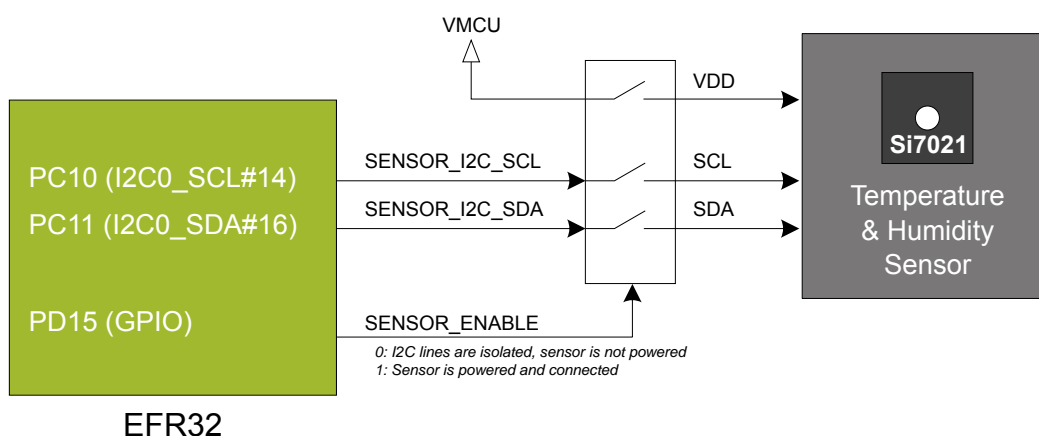 VMCU
VDD
Si7021
PC10 (I2C0_SCL#14)
SENSOR_I2C_SCL
SCL
PC11 (I2C0_SDA#16)
SENSOR_I2C_SDA
SDA
Temperature
& Humidity
Sensor
PD15 (GPIO)
SENSOR_ENABLE
0: I2C lines are isolated, sensor is not powered
1: Sensor is powered and connected
EFR32